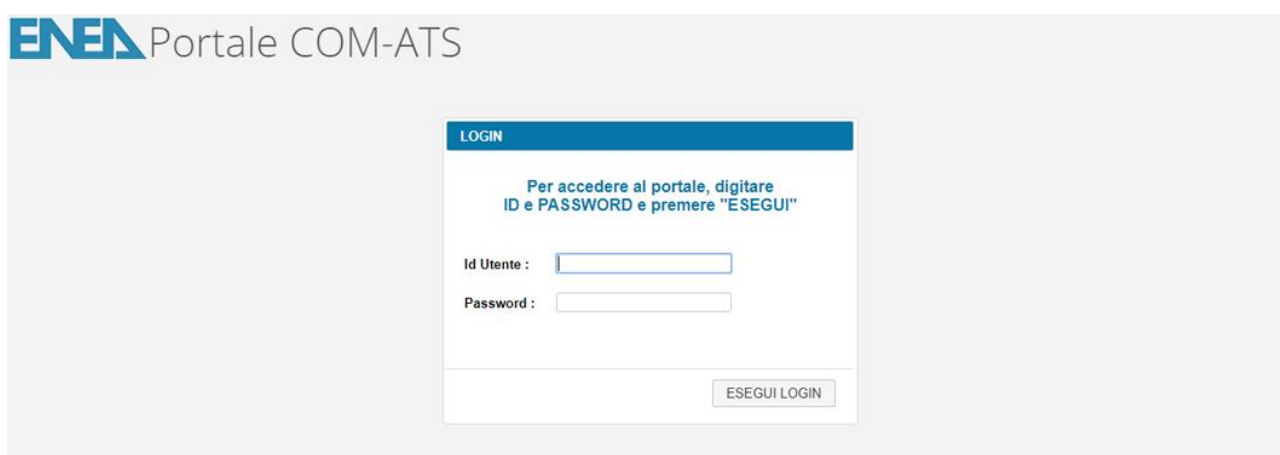 ENEA Portale COM-ATS
LOGIN
Per accedere al portale, digitare
ID e PASSWORD e premere "ESEGUI"
Id Utente :
Password :
ESEGUI LOGIN